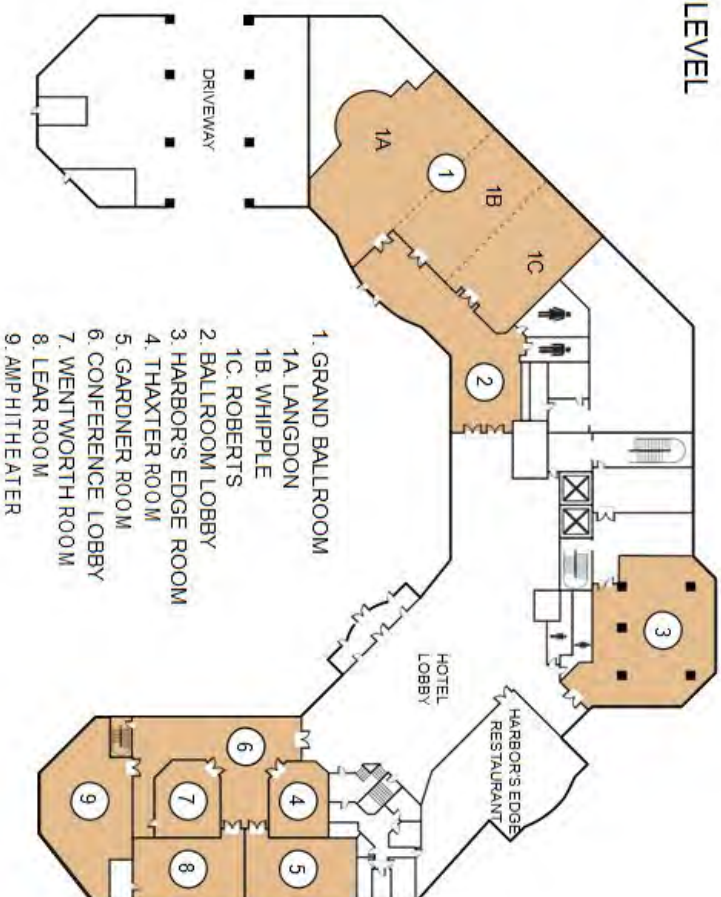 LEVEL
DRIVEWAY
1
1A
1B
1C
2
3
HOTEL
LOBBY
HARBOR'S EDGE
RESTAURANT
4
5
6
7
8
9
1. GRAND BALLROOM
1A. LANGDON
1B. WHIPPLE
1C. ROBERTS
2. BALLROOM LOBBY
3. HARBOR'S EDGE ROOM
4. THAXTER ROOM
5. GARDNER ROOM
6. CONFERENCE LOBBY
7. WENTWORTH ROOM
8. LEAR ROOM
9. AMPHITHEATER